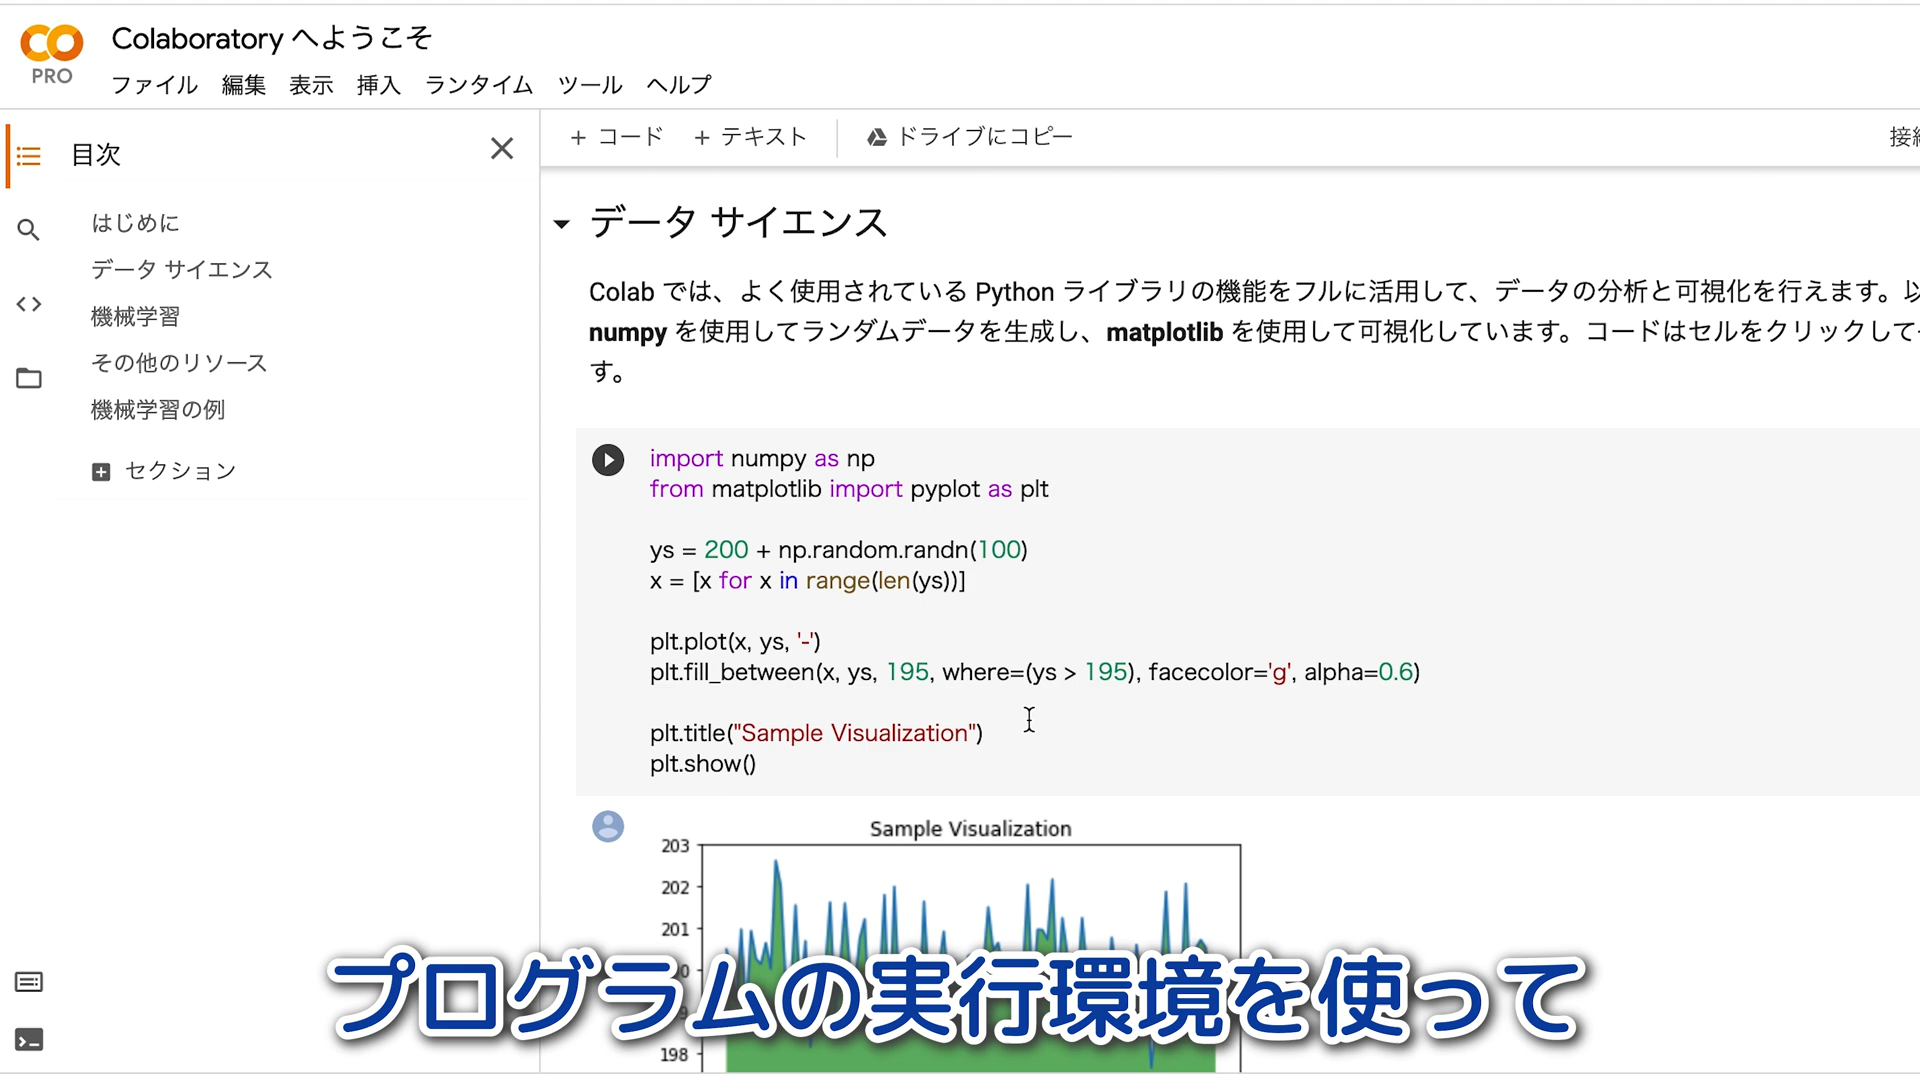 Colaboratory へようこそ
PRO
ファイル 編集 表示 挿入 ランタイム ツール ヘルプ
+ コード + テキスト ドライブにコピー
目次
はじめに
データ サイエンス
機械学習
その他のリソース
機械学習の例
セクション
データ サイエンス
Colab では、よく使用されている Python ライブラリの機能をフルに活用して、データの分析と可視化を行えます。以
numpy を使用してランダムデータを生成し、matplotlib を使用して可視化しています。コードはセルをクリックして
す。
import numpy as np
from matplotlib import pyplot as plt
ys = 200 + np.random.randn(100)
x = [x for x in range(len(ys))]
plt.plot(x, ys, '-')
plt.fill_between(x, ys, 195, where=(ys > 195), facecolor='g', alpha=0.6)
plt.title("Sample Visualization")
plt.show()
Sample Visualization
203
202
201
198
プログラムの実行環境を使って